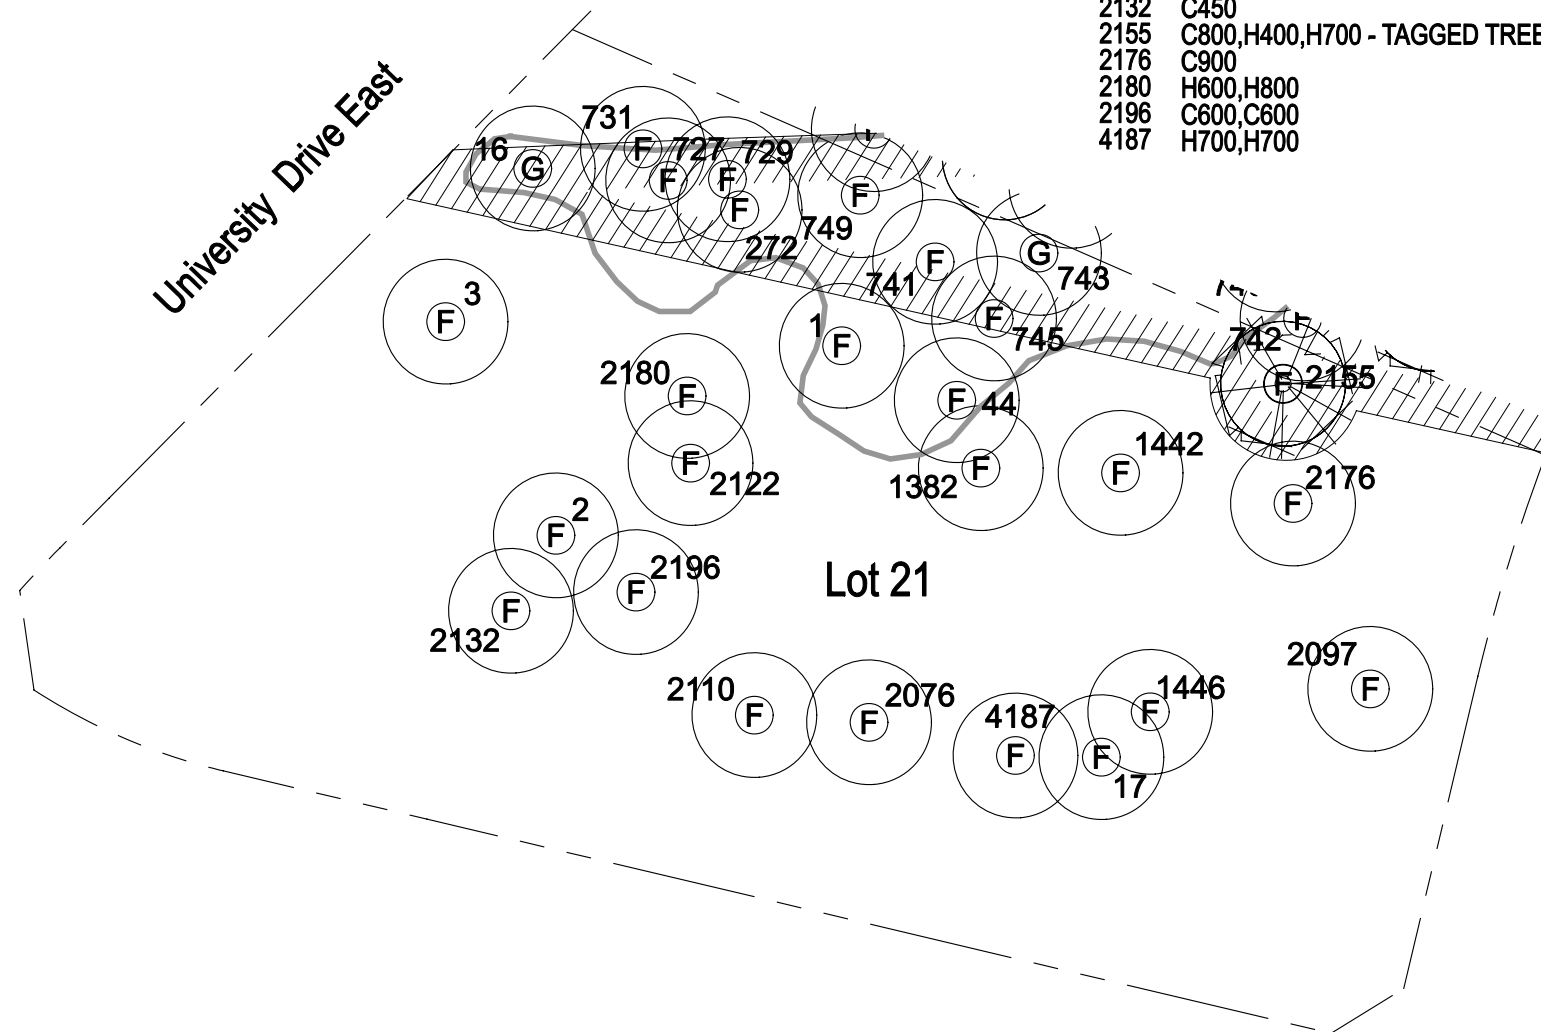 2132 C450
2155 C800,H400,H700 - TAGGED TREE
2176 C900
2180 H600,H800
2196 C600,C600
4187 H700,H700
University Drive East
731
16
G
F
727
F
729
F
F
272
F
749
F
741
G
743
F
745
3
F
1
F
742
F
2155
2180
F
F
44
F
2122
1382
F
1442
F
2176
F
2
F
2196
F
F
2132
Lot 21
2097
F
2110
F
2076
F
4187
F
1446
F
F
17